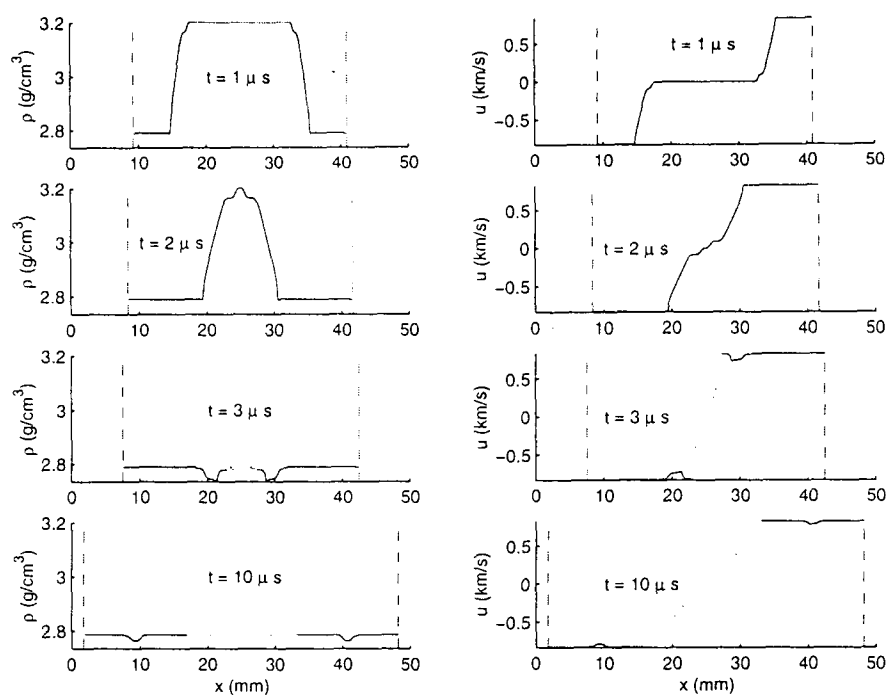 3.2
3
2.8
ρ (g/cm³)
t = 1 μ s
0 10 20 30 40 50
0.5
0
−0.5
u (km/s)
t = 1 μ s
0 10 20 30 40 50
3.2
3
2.8
ρ (g/cm³)
t = 2 μ s
0 10 20 30 40 50
0.5
0
−0.5
u (km/s)
t = 2 μ s
0 10 20 30 40 50
3.2
3
2.8
ρ (g/cm³)
t = 3 μ s
0 10 20 30 40 50
0.5
0
−0.5
u (km/s)
t = 3 μ s
0 10 20 30 40 50
3.2
3
2.8
ρ (g/cm³)
t = 10 μ s
0 10 20 30 40 50
x (mm)
0.5
0
−0.5
u (km/s)
t = 10 μ s
0 10 20 30 40 50
x (mm)